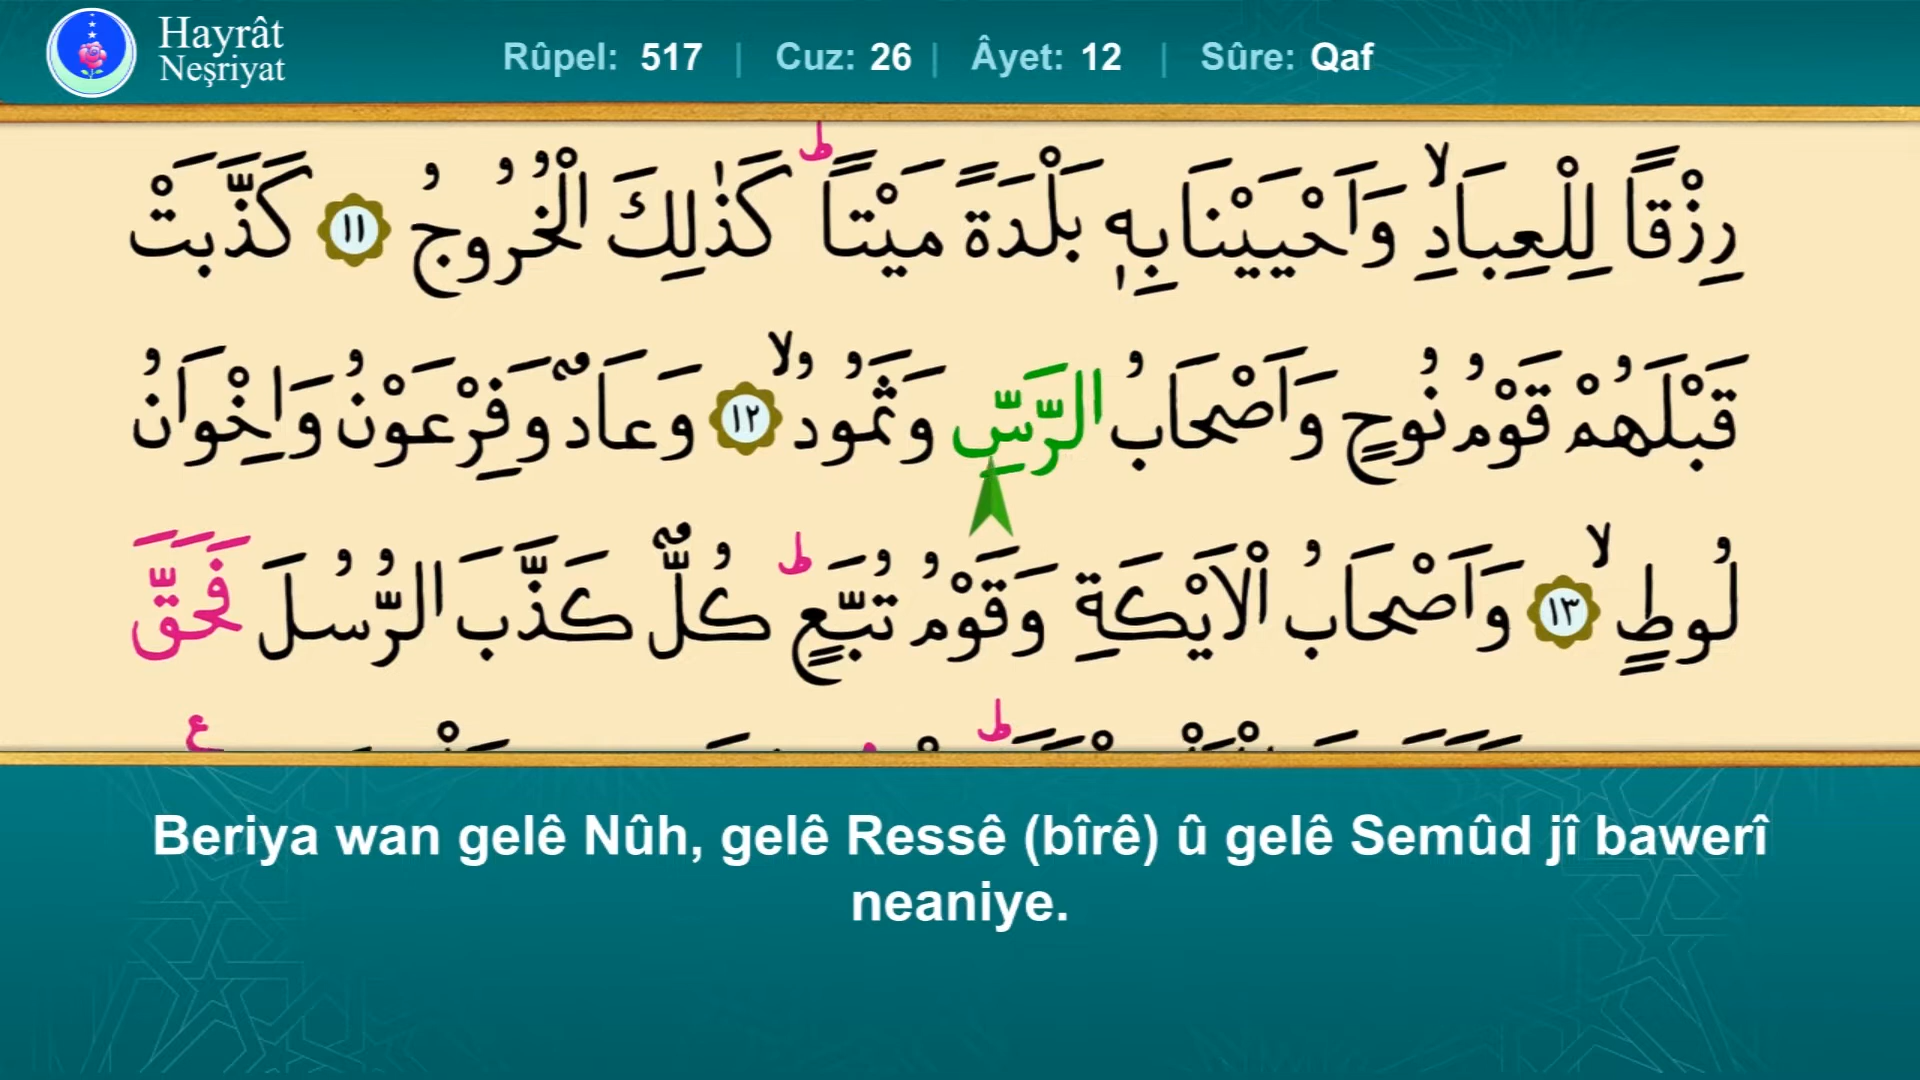 Hayrât
Neşriyat
Rûpel: 517 | Cuz: 26 | Âyet: 12 | Sûre: Qaf
رِزْقاً لِلْعِبَادِۙ وَاَحْيَيْنَا بِهٖ بَلْدَةً مَيْتاًۜ كَذٰلِكَ الْخُرُوجُ ﴿١١﴾ كَذَّبَتْ
قَبْلَهُمْ قَوْمُ نُوحٍ وَاَصْحَابُ الرَّسِّ وَثَمُودُۙ ﴿١٢﴾ وَعَادٌ وَفِرْعَوْنُ وَاِخْوَانُ
لُوطٍۙ ﴿١٣﴾ وَاَصْحَابُ الْاَيْكَةِ وَقَوْمُ تُبَّعٍۜ كُلٌّ كَذَّبَ الرُّسُلَ فَحَقَّ
Beriya wan gelê Nûh, gelê Ressê (bîrê) û gelê Semûd jî bawerî
neaniye.